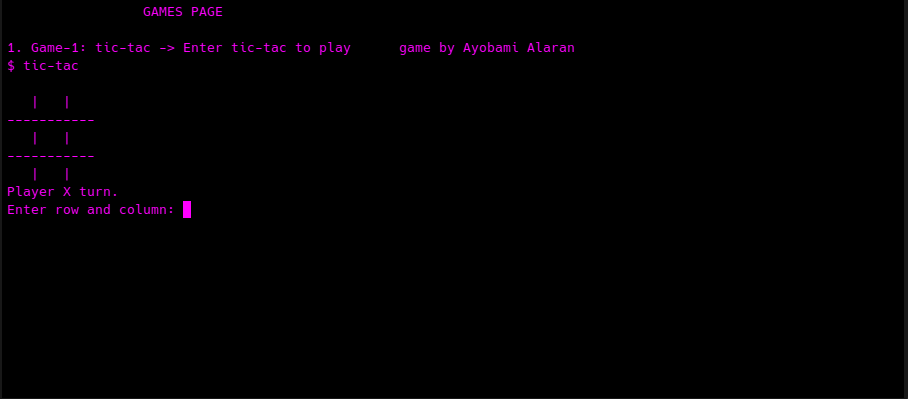 GAMES PAGE
1. Game-1: tic-tac -> Enter tic-tac to play      game by Ayobami Alaran
$ tic-tac
   |   |
-----------
   |   |
-----------
   |   |
Player X turn.
Enter row and column: